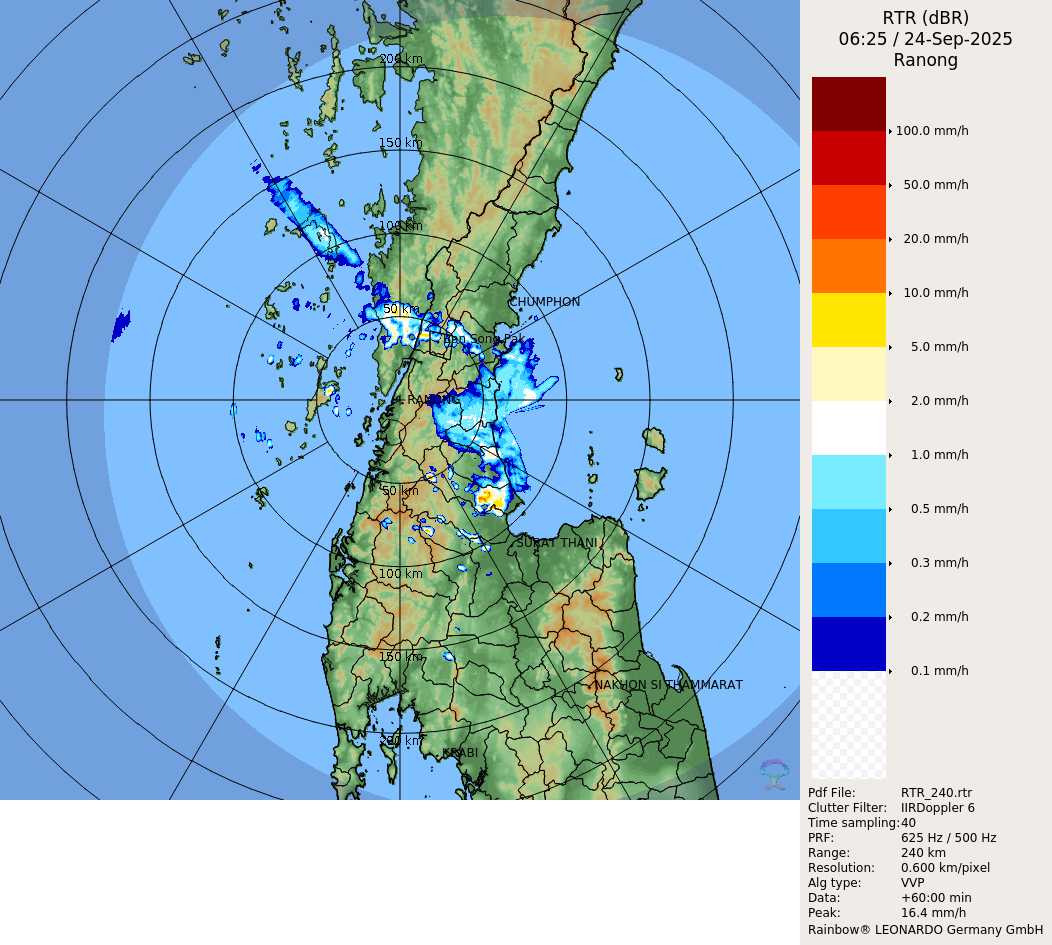 RTR (dBR)
06:25 / 24-Sep-2025
Ranong
200 km
150 km
100 km
50 km
CHUMPHON
Ban Song Pak
RANONG
50 km
SURAT THANI
100 km
150 km
NAKHON SI THAMMARAT
200 km
KRABI
100.0 mm/h
50.0 mm/h
20.0 mm/h
10.0 mm/h
5.0 mm/h
2.0 mm/h
1.0 mm/h
0.5 mm/h
0.3 mm/h
0.2 mm/h
0.1 mm/h
Pdf File: RTR_240.rtr
Clutter Filter: IIRDoppler 6
Time sampling:40
PRF: 625 Hz / 500 Hz
Range: 240 km
Resolution: 0.600 km/pixel
Alg type: VVP
Data: +60:00 min
Peak: 16.4 mm/h
Rainbow® LEONARDO Germany GmbH